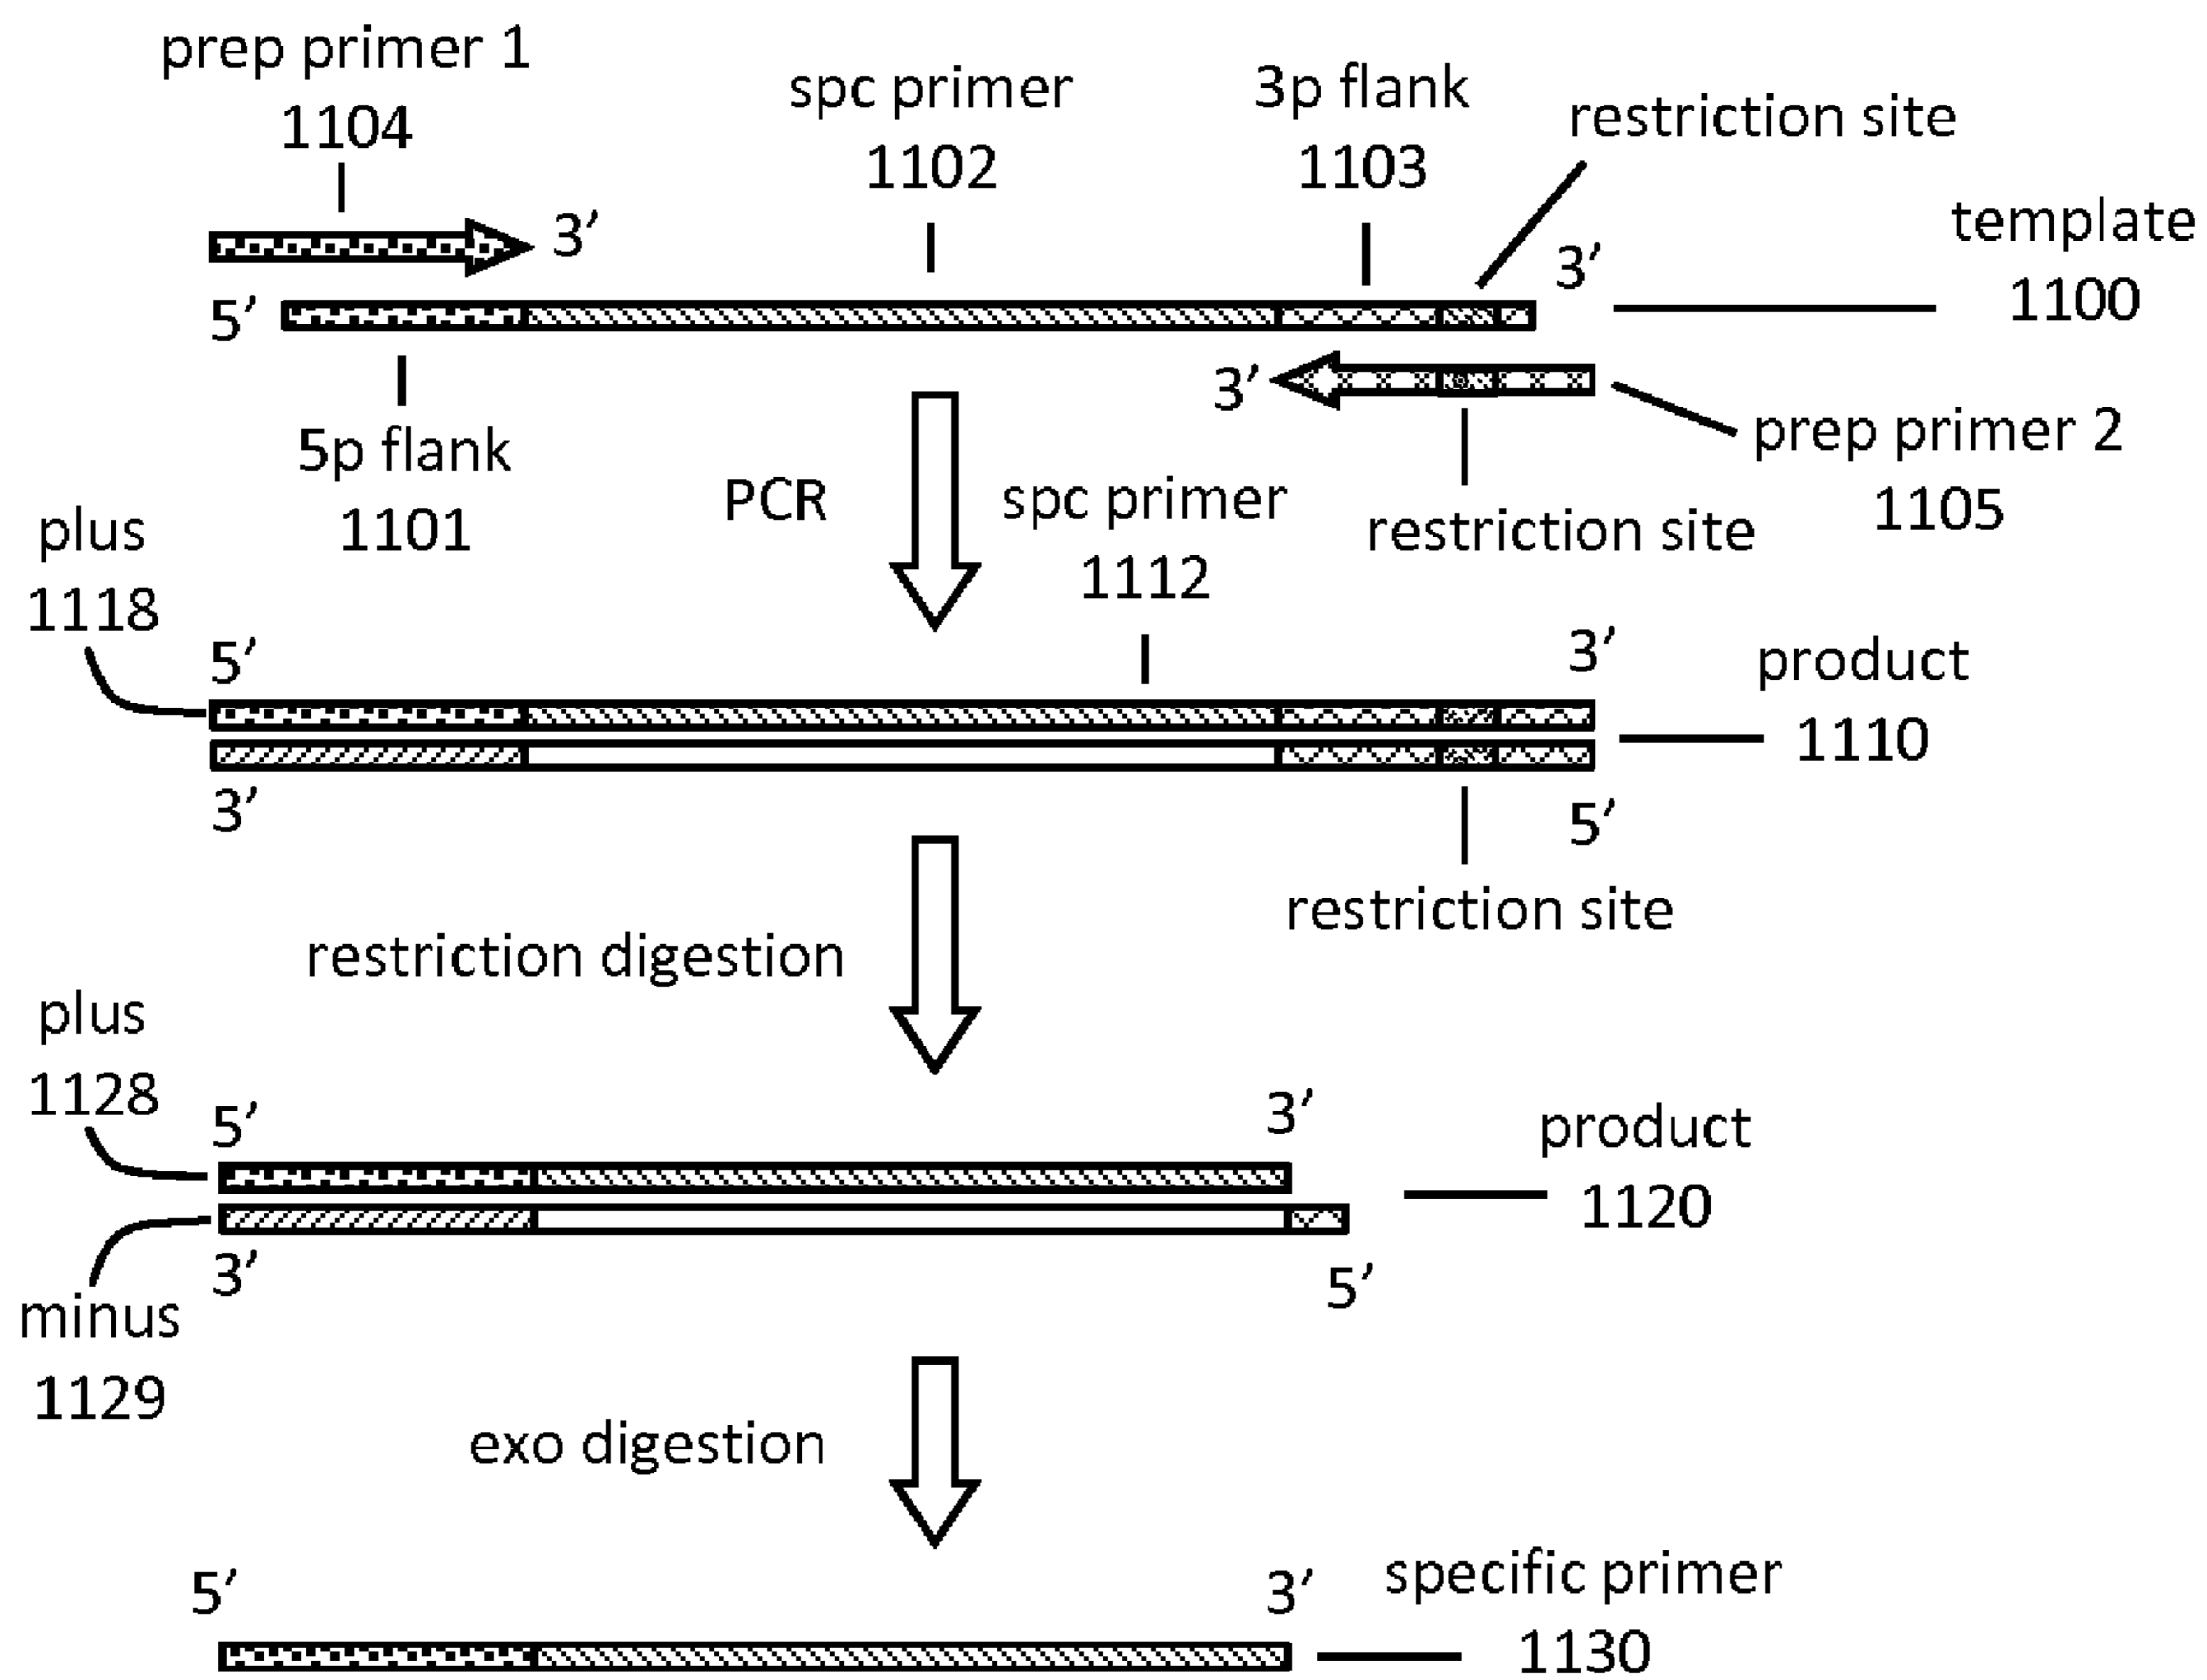 prep primer 1
1104
spc primer
1102
3p flank
1103
restriction site
template
1100
3′
3′
5′
3′
5p flank
1101
prep primer 2
1105
restriction site
PCR
spc primer
1112
plus
1118
5′
3′
product
1110
3′
5′
restriction site
restriction digestion
plus
1128
5′
3′
product
1120
3′
5′
minus
1129
exo digestion
5′
3′
specific primer
1130